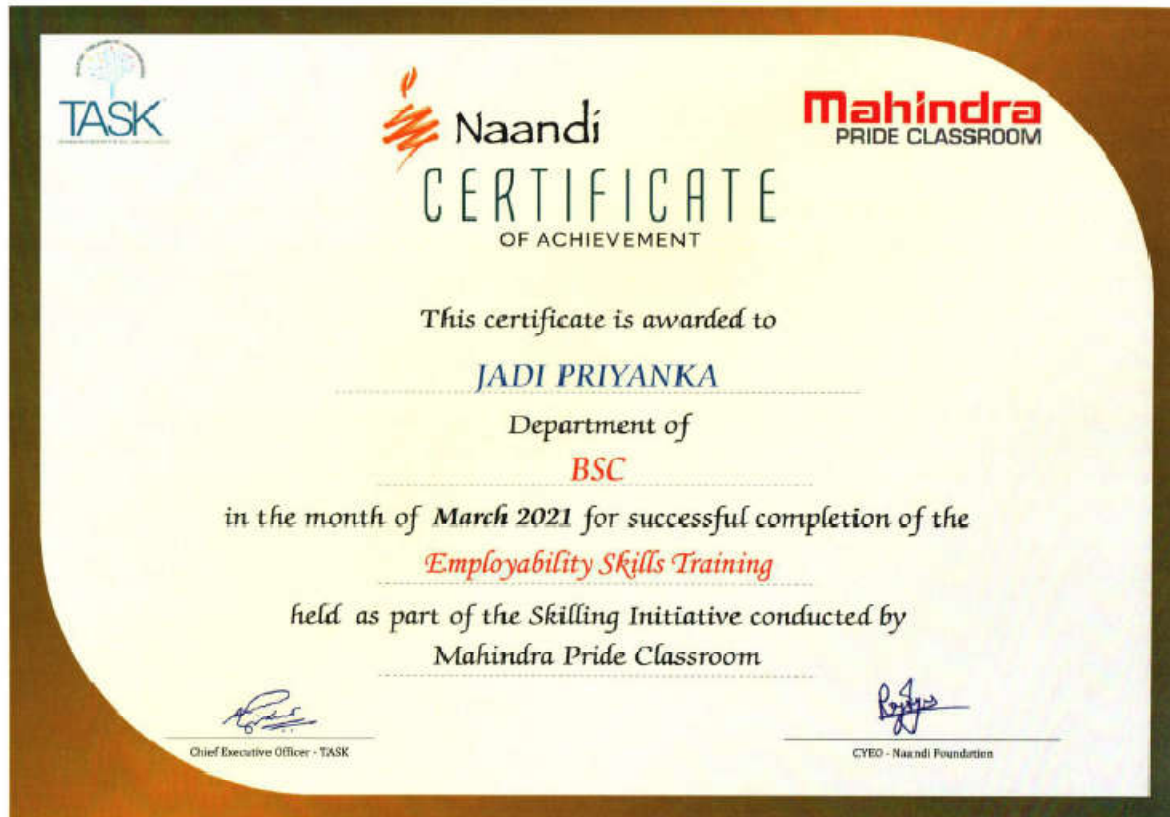 TASK
Naandi
Mahindra
PRIDE CLASSROOM
CERTIFICATE
OF ACHIEVEMENT
This certificate is awarded to
JADI PRIYANKA
Department of
BSC
in the month of March 2021 for successful completion of the
Employability Skills Training
held as part of the Skilling Initiative conducted by
Mahindra Pride Classroom
Chief Executive Officer - TASK
CYEO - Naandi Foundation